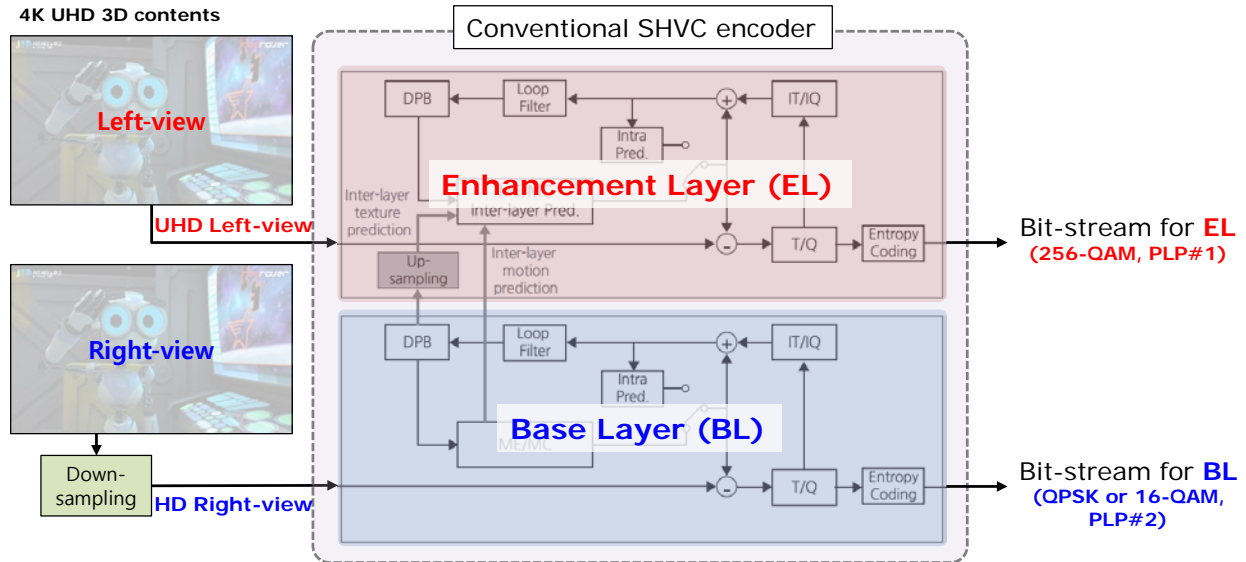 4K UHD 3D contents
Conventional SHVC encoder
Left-view
UHD Left-view
DPB
Loop
Filter
IT/IQ
Intra
Pred.
Enhancement Layer (EL)
Inter-layer
texture
prediction
Inter-layer Pred.
Up-
sampling
Inter-layer
motion
prediction
T/Q
Entropy
Coding
Bit-stream for EL
(256-QAM, PLP#1)
Right-view
Down-
sampling
HD Right-view
DPB
Loop
Filter
IT/IQ
Intra
Pred.
Base Layer (BL)
ME/MC
T/Q
Entropy
Coding
Bit-stream for BL
(QPSK or 16-QAM,
PLP#2)